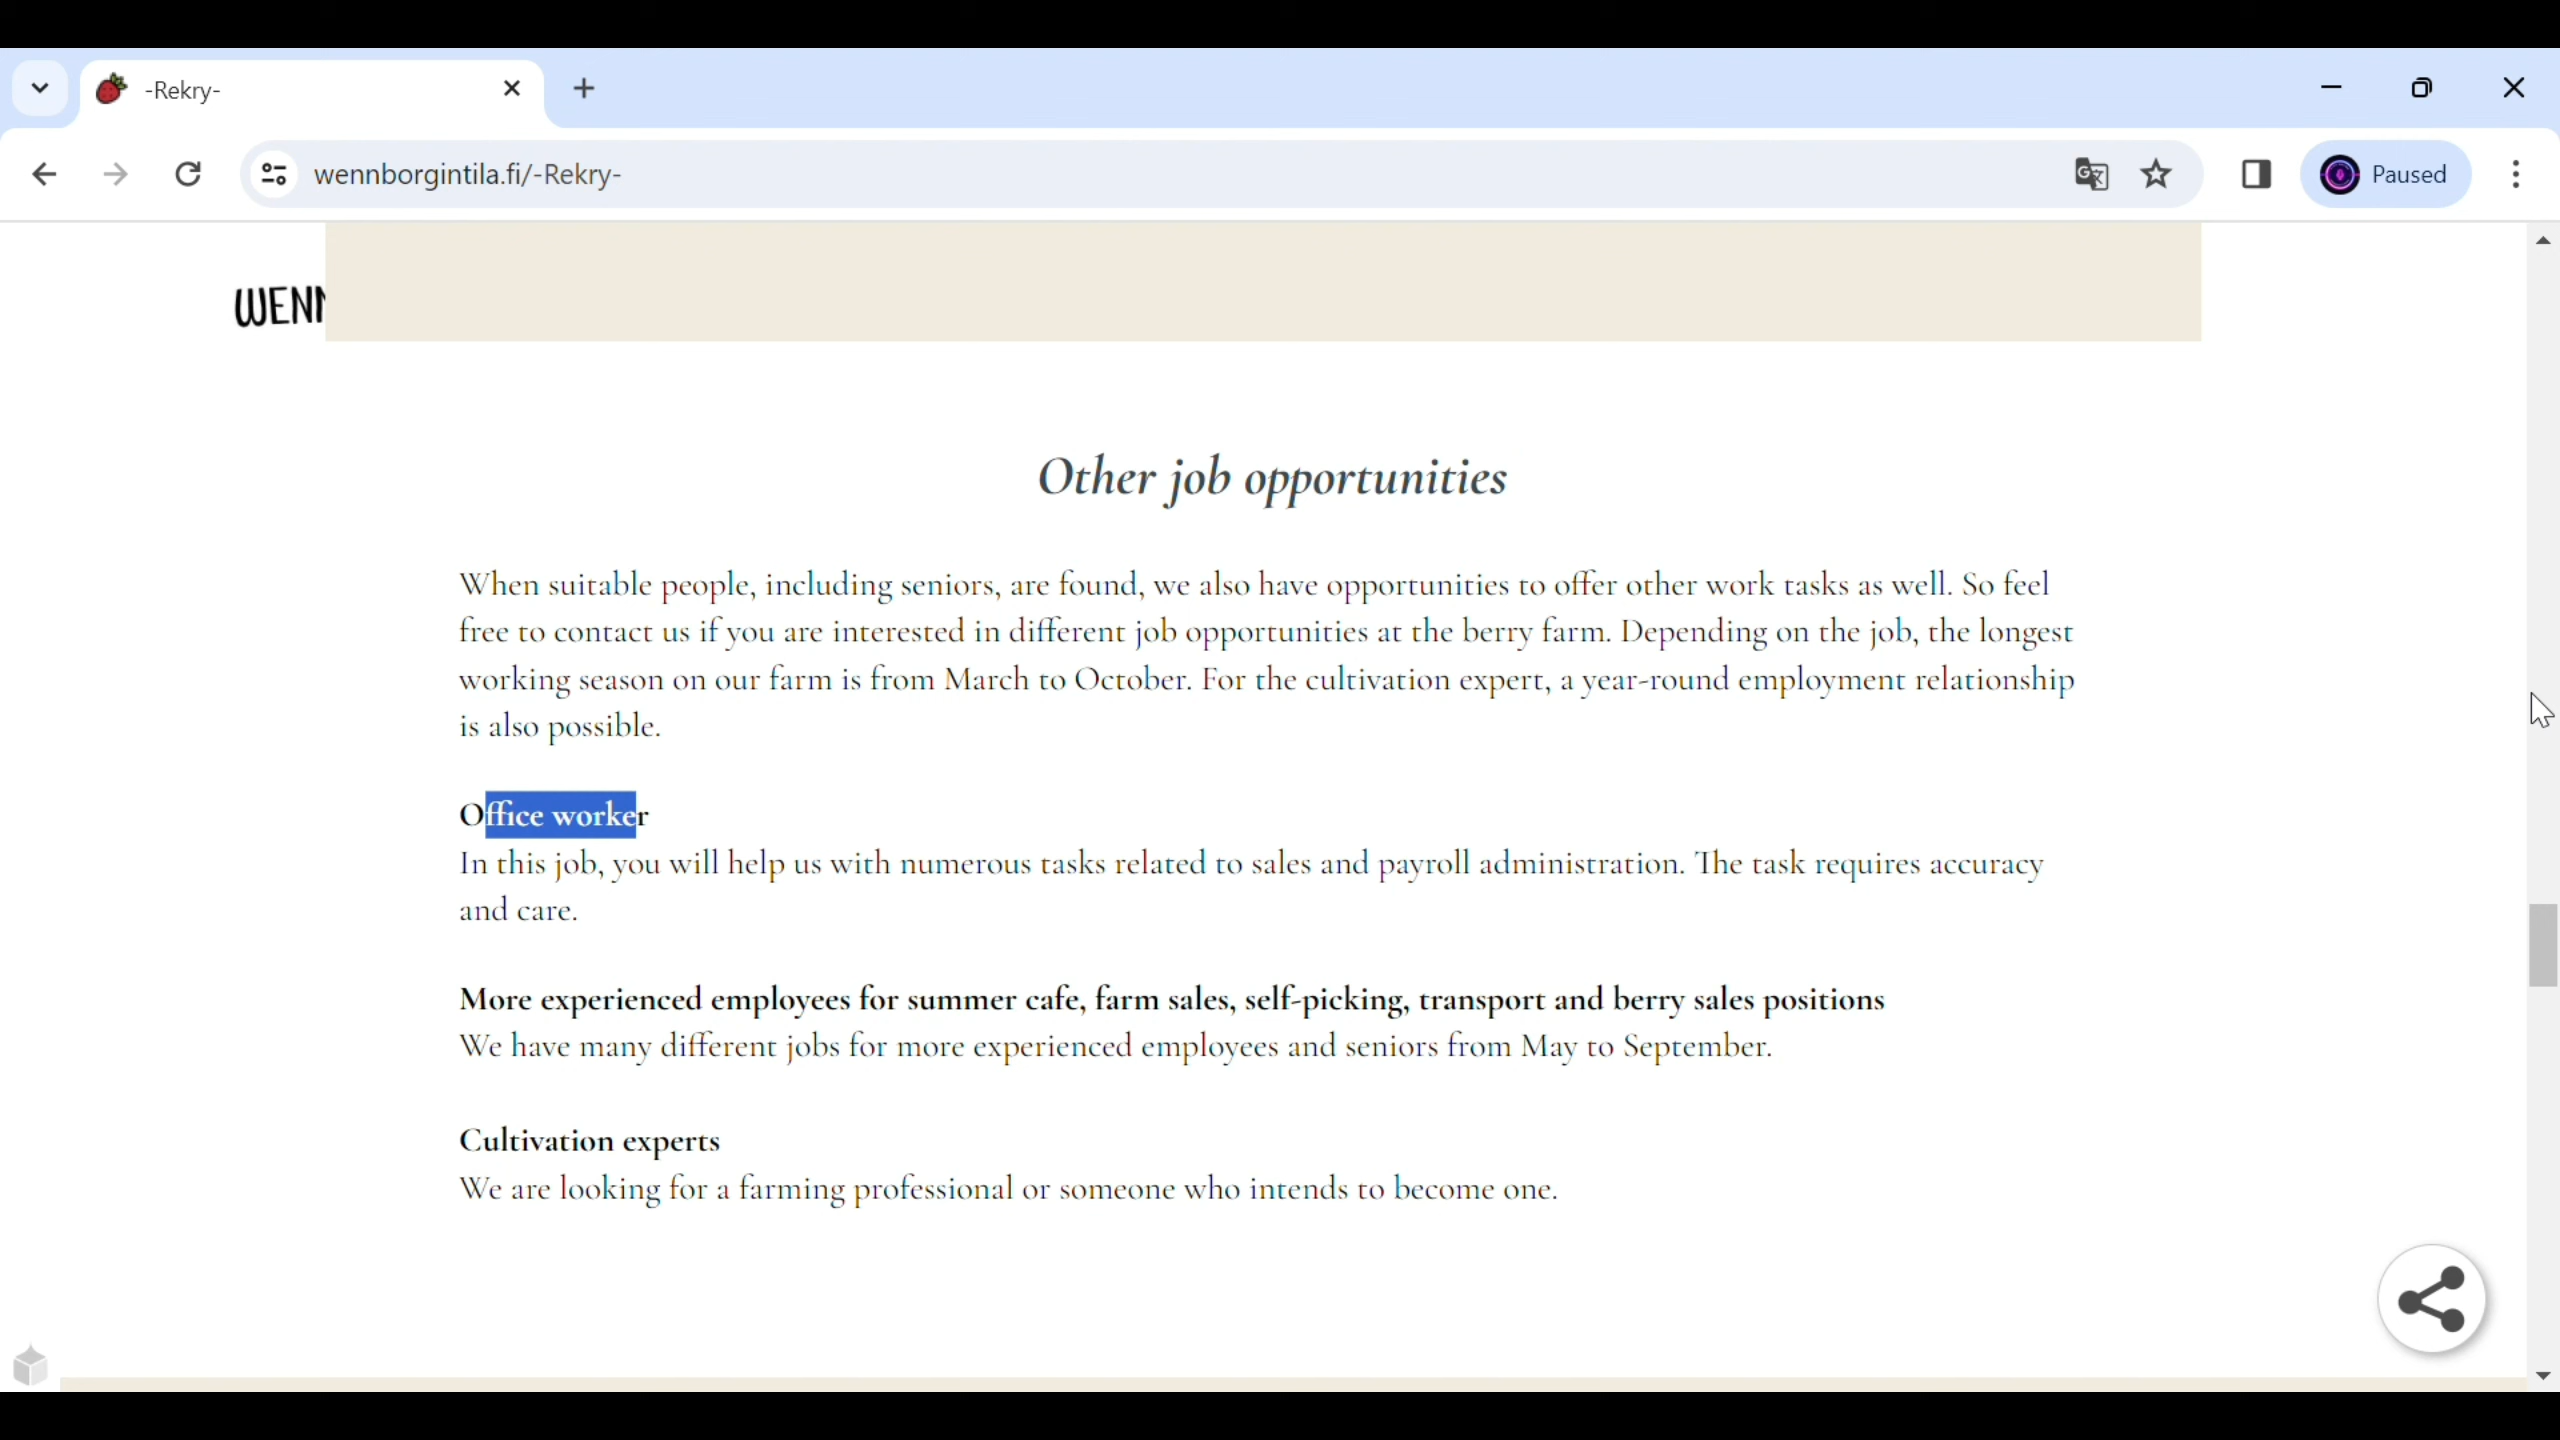 -Rekry-
wennborgintila.fi/-Rekry-
Paused
WENN
Other job opportunities
When suitable people, including seniors, are found, we also have opportunities to offer other work tasks as well. So feel
free to contact us if you are interested in different job opportunities at the berry farm. Depending on the job, the longest
working season on our farm is from March to October. For the cultivation expert, a year-round employment relationship
is also possible.
Office worker
In this job, you will help us with numerous tasks related to sales and payroll administration. The task requires accuracy
and care.
More experienced employees for summer cafe, farm sales, self-picking, transport and berry sales positions
We have many different jobs for more experienced employees and seniors from May to September.
Cultivation experts
We are looking for a farming professional or someone who intends to become one.